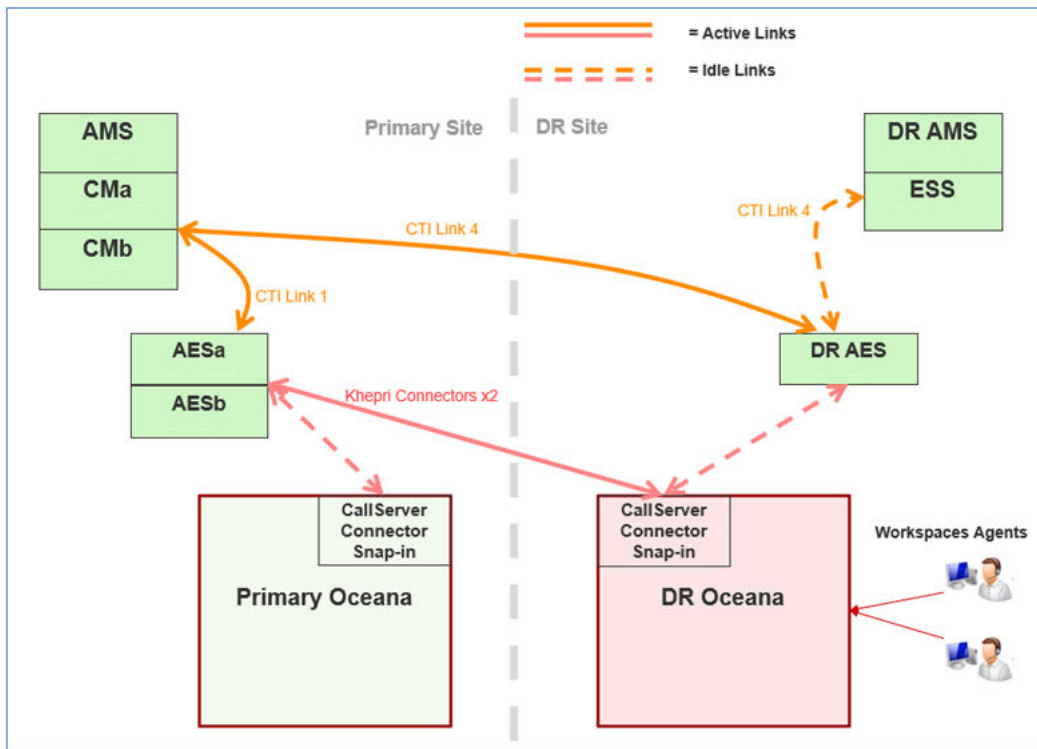 = Active Links
= Idle Links
Primary Site
DR Site
AMS
CMa
CMb
DR AMS
ESS
CTI Link 4
CTI Link 4
CTI Link 1
AESa
AESb
DR AES
Khepri Connectors x2
CallServer
Connector
Snap-in
Primary Oceana
CallServer
Connector
Snap-in
DR Oceana
Workspaces Agents